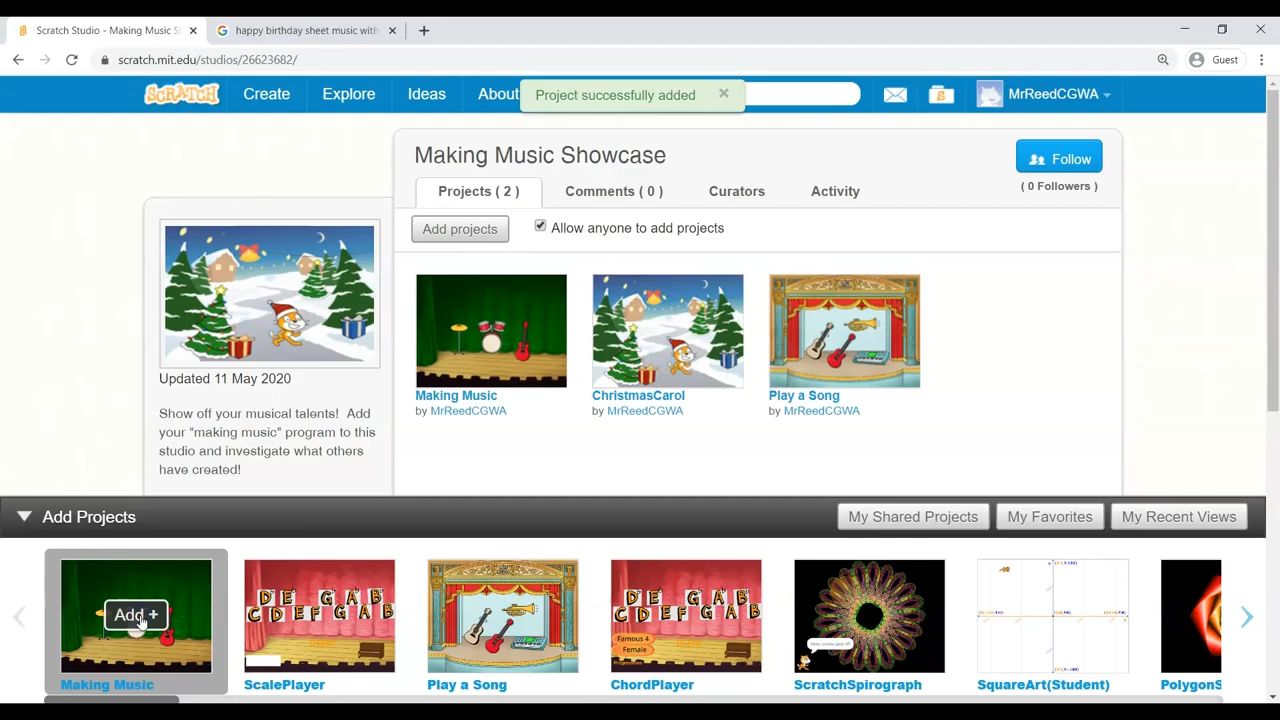 Scratch Studio - Making Music S
happy birthday sheet music with
scratch.mit.edu/studios/26623682/
Guest
SCRATCH
Create
Explore
Ideas
About
Project successfully added
MrReedCGWA
Making Music Showcase
Follow
( 0 Followers )
Projects ( 2 )
Comments ( 0 )
Curators
Activity
Add projects
Allow anyone to add projects
Updated 11 May 2020
Show off your musical talents! Add
your "making music" program to this
studio and investigate what others
have created!
Making Music
by MrReedCGWA
ChristmasCarol
by MrReedCGWA
Play a Song
by MrReedCGWA
Add Projects
My Shared Projects
My Favorites
My Recent Views
Add +
Making Music
ScalePlayer
Play a Song
Famous 4
Female
ChordPlayer
ScratchSpirograph
SquareArt(Student)
PolygonS